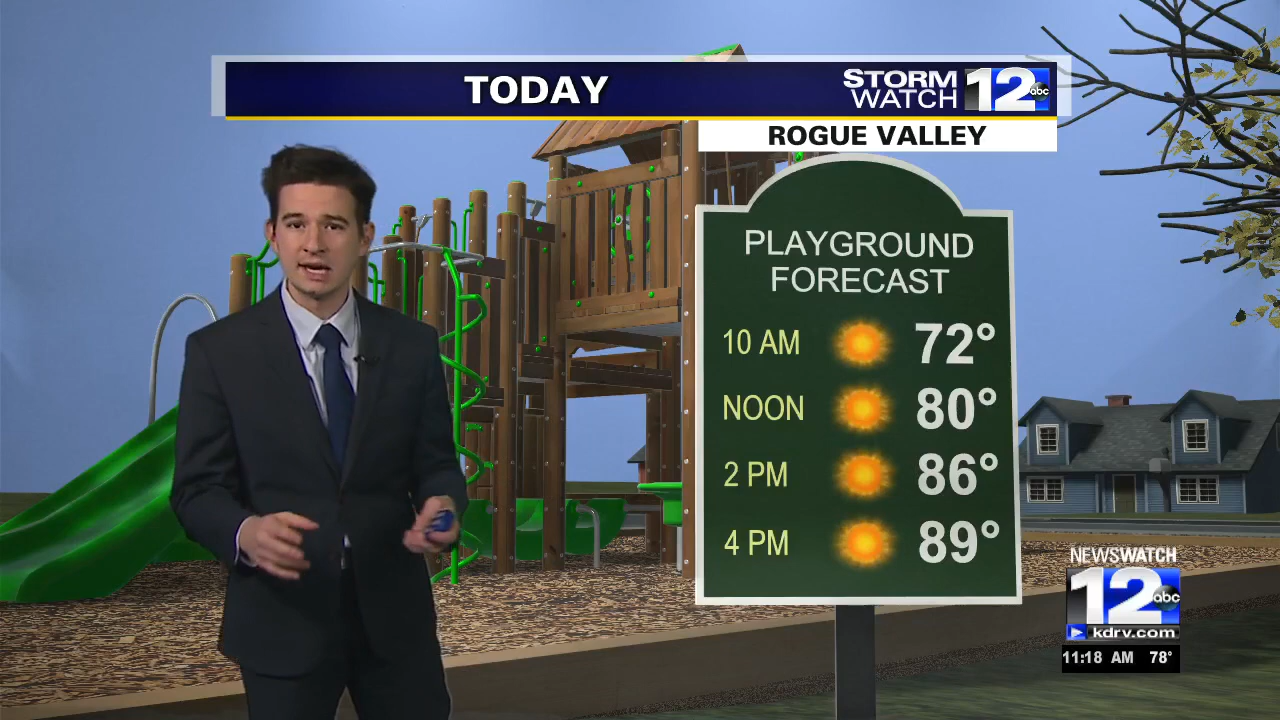 TODAY
STORM
WATCH
12
abc
ROGUE VALLEY
PLAYGROUND
FORECAST
10 AM 72°
NOON 80°
2 PM 86°
4 PM 89°
NEWSWATCH
12
abc
kdrv.com
11:18 AM 78°